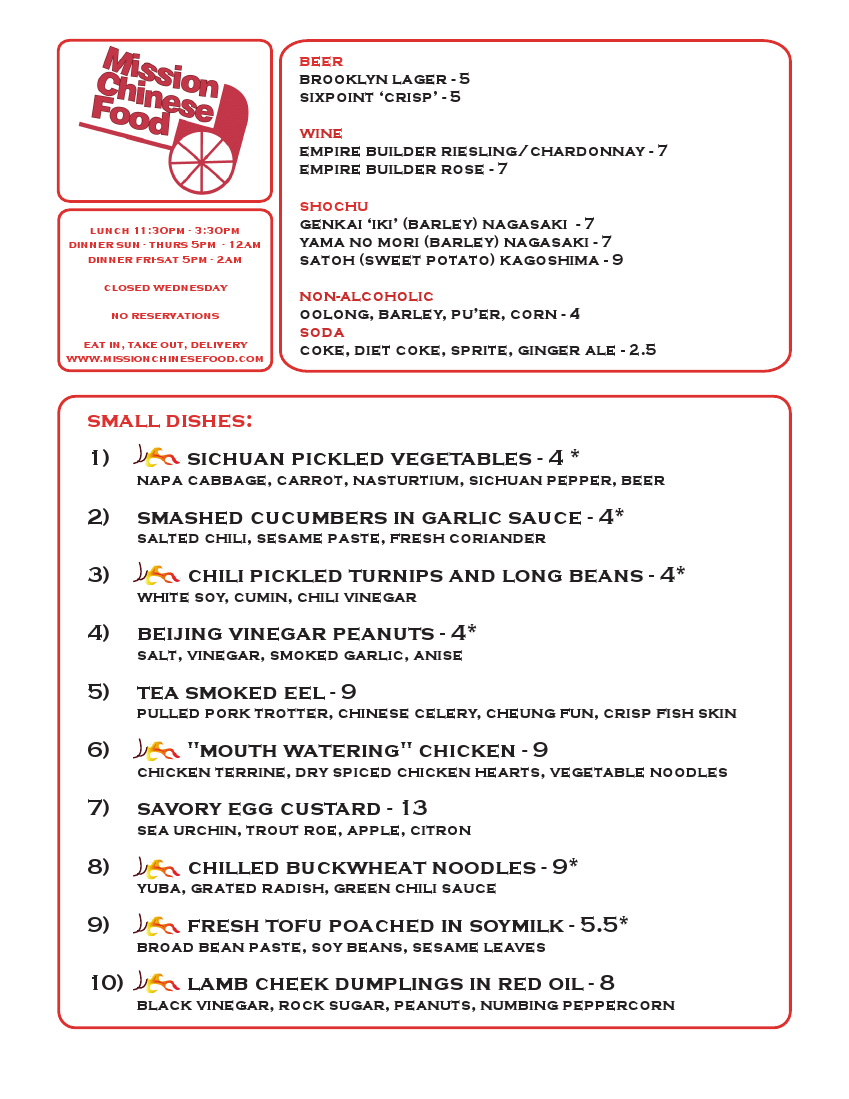 Mission
Chinese
Food
LUNCH 11:30PM - 3:30PM
DINNER SUN - THURS 5PM - 12AM
DINNER FRI-SAT 5PM - 2AM
CLOSED WEDNESDAY
NO RESERVATIONS
EAT IN, TAKE OUT, DELIVERY
WWW.MISSIONCHINESEFOOD.COM
BEER
BROOKLYN LAGER - 5
SIXPOINT ‘CRISP’ - 5
WINE
EMPIRE BUILDER RIESLING/CHARDONNAY - 7
EMPIRE BUILDER ROSE - 7
SHOCHU
GENKAI ‘IKI’ (BARLEY) NAGASAKI - 7
YAMA NO MORI (BARLEY) NAGASAKI - 7
SATOH (SWEET POTATO) KAGOSHIMA - 9
NON-ALCOHOLIC
OOLONG, BARLEY, PU’ER, CORN - 4
SODA
COKE, DIET COKE, SPRITE, GINGER ALE - 2.5
SMALL DISHES:
1) SICHUAN PICKLED VEGETABLES - 4 *
NAPA CABBAGE, CARROT, NASTURTIUM, SICHUAN PEPPER, BEER
2) SMASHED CUCUMBERS IN GARLIC SAUCE - 4*
SALTED CHILI, SESAME PASTE, FRESH CORIANDER
3) CHILI PICKLED TURNIPS AND LONG BEANS - 4*
WHITE SOY, CUMIN, CHILI VINEGAR
4) BEIJING VINEGAR PEANUTS - 4*
SALT, VINEGAR, SMOKED GARLIC, ANISE
5) TEA SMOKED EEL - 9
PULLED PORK TROTTER, CHINESE CELERY, CHEUNG FUN, CRISP FISH SKIN
6) "MOUTH WATERING" CHICKEN - 9
CHICKEN TERRINE, DRY SPICED CHICKEN HEARTS, VEGETABLE NOODLES
7) SAVORY EGG CUSTARD - 13
SEA URCHIN, TROUT ROE, APPLE, CITRON
8) CHILLED BUCKWHEAT NOODLES - 9*
YUBA, GRATED RADISH, GREEN CHILI SAUCE
9) FRESH TOFU POACHED IN SOYMILK - 5.5*
BROAD BEAN PASTE, SOY BEANS, SESAME LEAVES
10) LAMB CHEEK DUMPLINGS IN RED OIL - 8
BLACK VINEGAR, ROCK SUGAR, PEANUTS, NUMBING PEPPERCORN